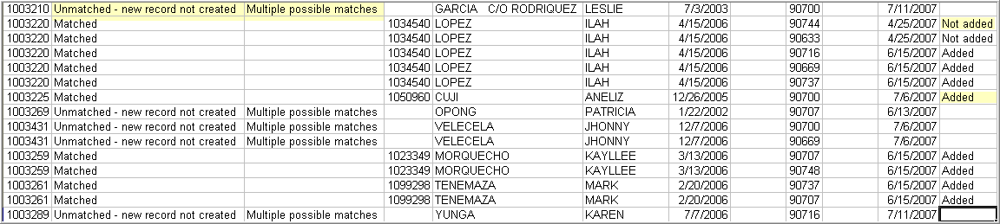 1003210 Unmatched - new record not created Multiple possible matches GARCIA C/O RODRIQUEZ LESLIE 7/3/2003 90700 7/11/2007
1003220 Matched 1034540 LOPEZ ILAH 4/15/2006 90744 4/25/2007 Not added
1003220 Matched 1034540 LOPEZ ILAH 4/15/2006 90633 4/25/2007 Not added
1003220 Matched 1034540 LOPEZ ILAH 4/15/2006 90716 6/15/2007 Added
1003220 Matched 1034540 LOPEZ ILAH 4/15/2006 90669 6/15/2007 Added
1003220 Matched 1034540 LOPEZ ILAH 4/15/2006 90737 6/15/2007 Added
1003225 Matched 1050960 CUJI ANELIZ 12/26/2005 90700 7/6/2007 Added
1003269 Unmatched - new record not created Multiple possible matches OPONG PATRICIA 1/22/2002 90707 6/13/2007
1003431 Unmatched - new record not created Multiple possible matches VELECELA JHONNY 12/7/2006 90700 7/6/2007
1003431 Unmatched - new record not created Multiple possible matches VELECELA JHONNY 12/7/2006 90669 7/6/2007
1003259 Matched 1023349 MORQUECHO KAYLLEE 3/13/2006 90707 6/15/2007 Added
1003259 Matched 1023349 MORQUECHO KAYLLEE 3/13/2006 90748 6/15/2007 Added
1003261 Matched 1099298 TENEMAZA MARK 2/20/2006 90737 6/15/2007 Added
1003261 Matched 1099298 TENEMAZA MARK 2/20/2006 90707 6/15/2007 Added
1003289 Unmatched - new record not created Multiple possible matches YUNGA KAREN 7/7/2006 90716 7/11/2007